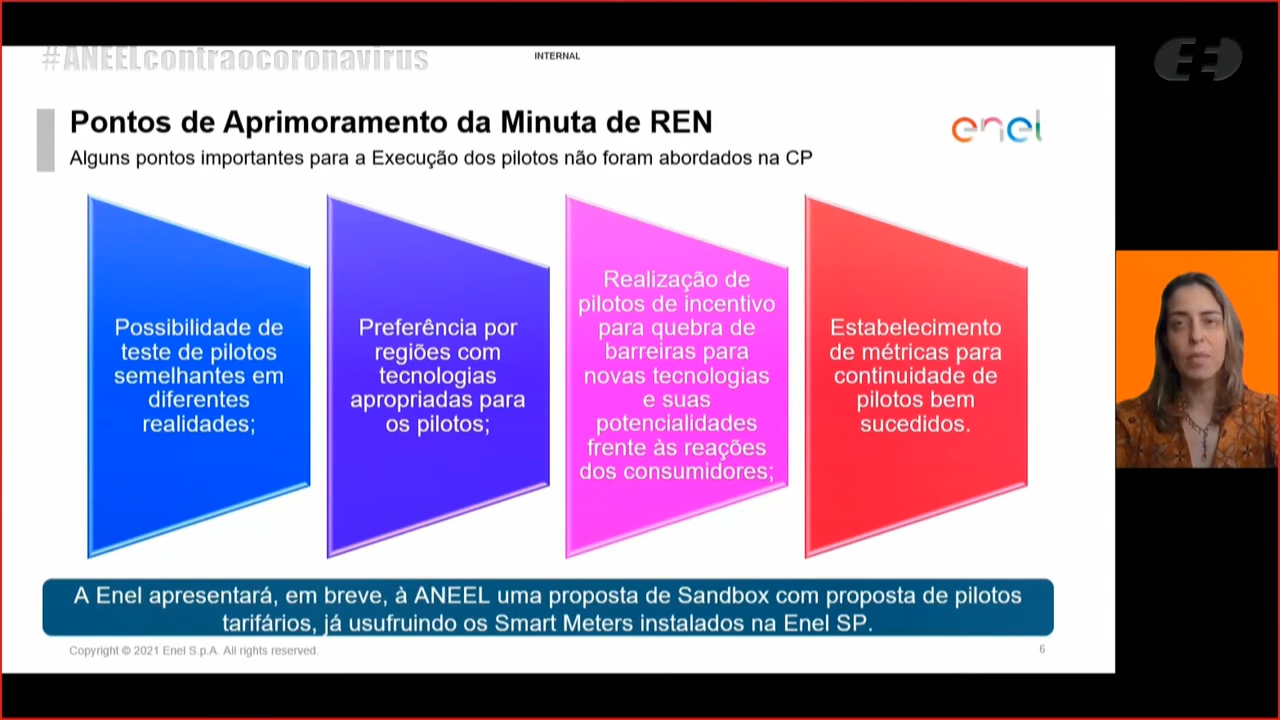 #ANEELcontraocoronavirus
INTERNAL
Pontos de Aprimoramento da Minuta de REN
enel
Alguns pontos importantes para a Execução dos pilotos não foram abordados na CP
Possibilidade de
teste de pilotos
semelhantes em
diferentes
realidades;
Preferência por
regiões com
tecnologias
apropriadas para
os pilotos;
Realização de
pilotos de incentivo
para quebra de
barreiras para
novas tecnologias
e suas
potencialidades
frente às reações
dos consumidores;
Estabelecimento
de métricas para
continuidade de
pilotos bem
sucedidos.
A Enel apresentará, em breve, à ANEEL uma proposta de Sandbox com proposta de pilotos
tarifários, já usufruindo os Smart Meters instalados na Enel SP.
Copyright © 2021 Enel S.p.A. All rights reserved.
6